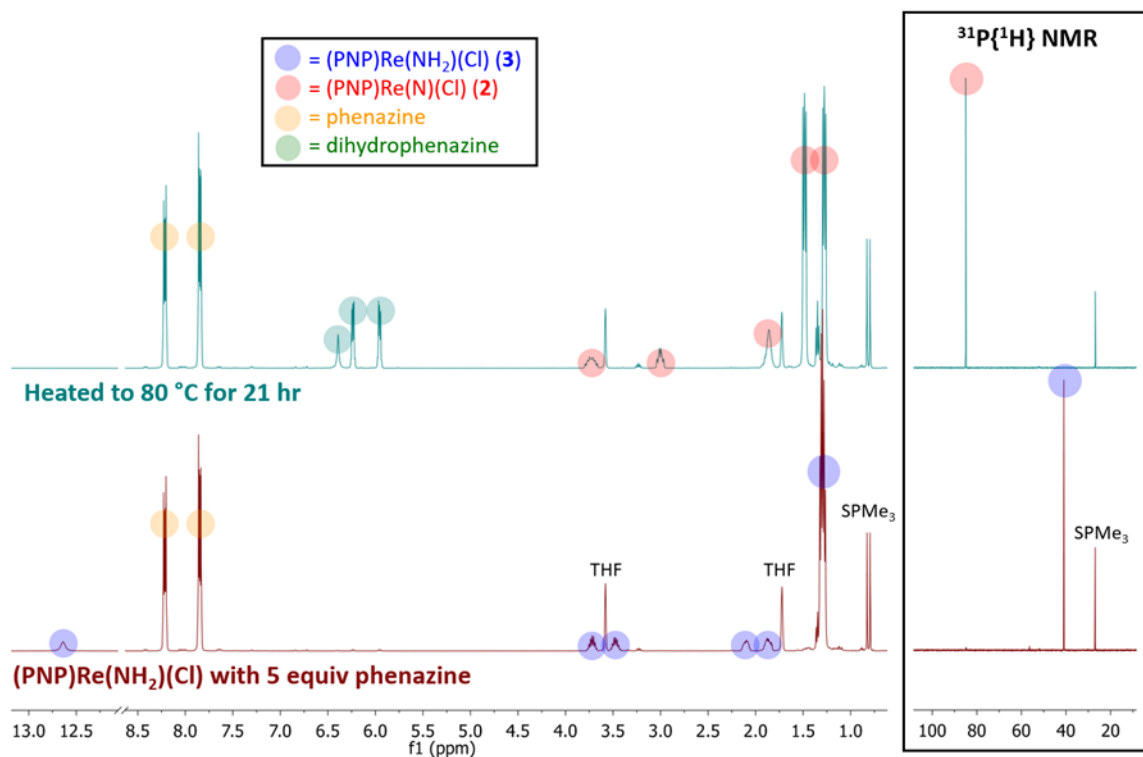 ³¹P{¹H} NMR
= (PNP)Re(NH₂)(Cl) (3)
= (PNP)Re(N)(Cl) (2)
= phenazine
= dihydrophenazine
Heated to 80 °C for 21 hr
SPMe₃
THF
THF
SPMe₃
(PNP)Re(NH₂)(Cl) with 5 equiv phenazine
13.0 12.5 8.5 8.0 7.5 7.0 6.5 6.0 5.5 5.0 4.5 4.0 3.5 3.0 2.5 2.0 1.5 1.0
f1 (ppm)
100 80 60 40 20